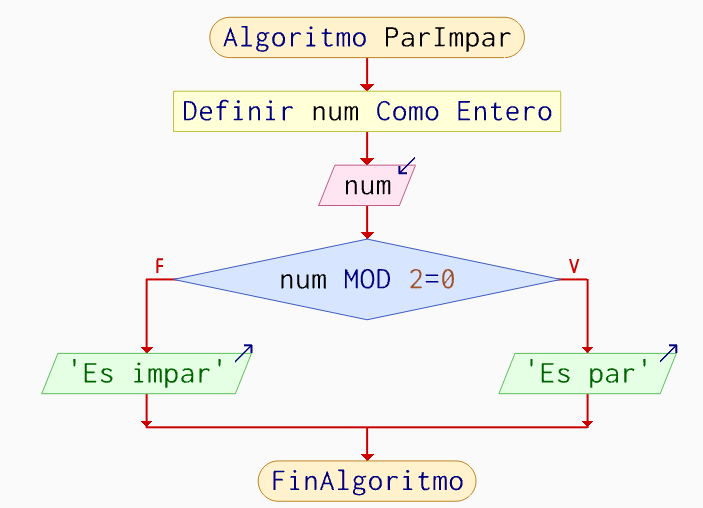 Algoritmo ParImpar
Definir num Como Entero
num
F
V
num MOD 2=0
'Es impar'
'Es par'
FinAlgoritmo